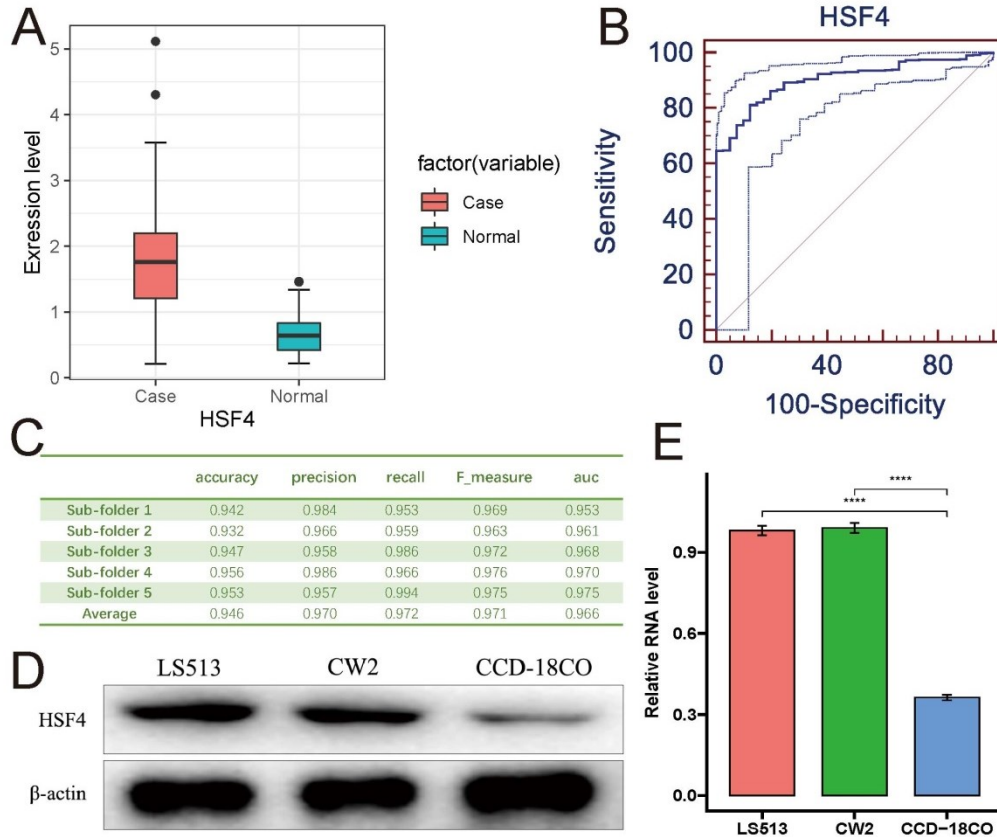 A
Exression level
5
4
3
2
1
0
Case
Normal
HSF4
factor(variable)
Case
Normal
B
HSF4
Sensitivity
100
80
60
40
20
0
0
40
80
100-Specificity
C
accuracy precision recall F_measure auc
Sub-folder 1 0.942 0.984 0.953 0.969 0.953
Sub-folder 2 0.932 0.966 0.959 0.963 0.961
Sub-folder 3 0.947 0.958 0.986 0.972 0.968
Sub-folder 4 0.956 0.986 0.966 0.976 0.970
Sub-folder 5 0.953 0.957 0.994 0.975 0.975
Average 0.946 0.970 0.972 0.971 0.966
D
LS513 CW2 CCD-18CO
HSF4
β-actin
E
Relative RNA level
0.9
0.6
0.3
0.0
****
****
LS513 CW2 CCD-18CO